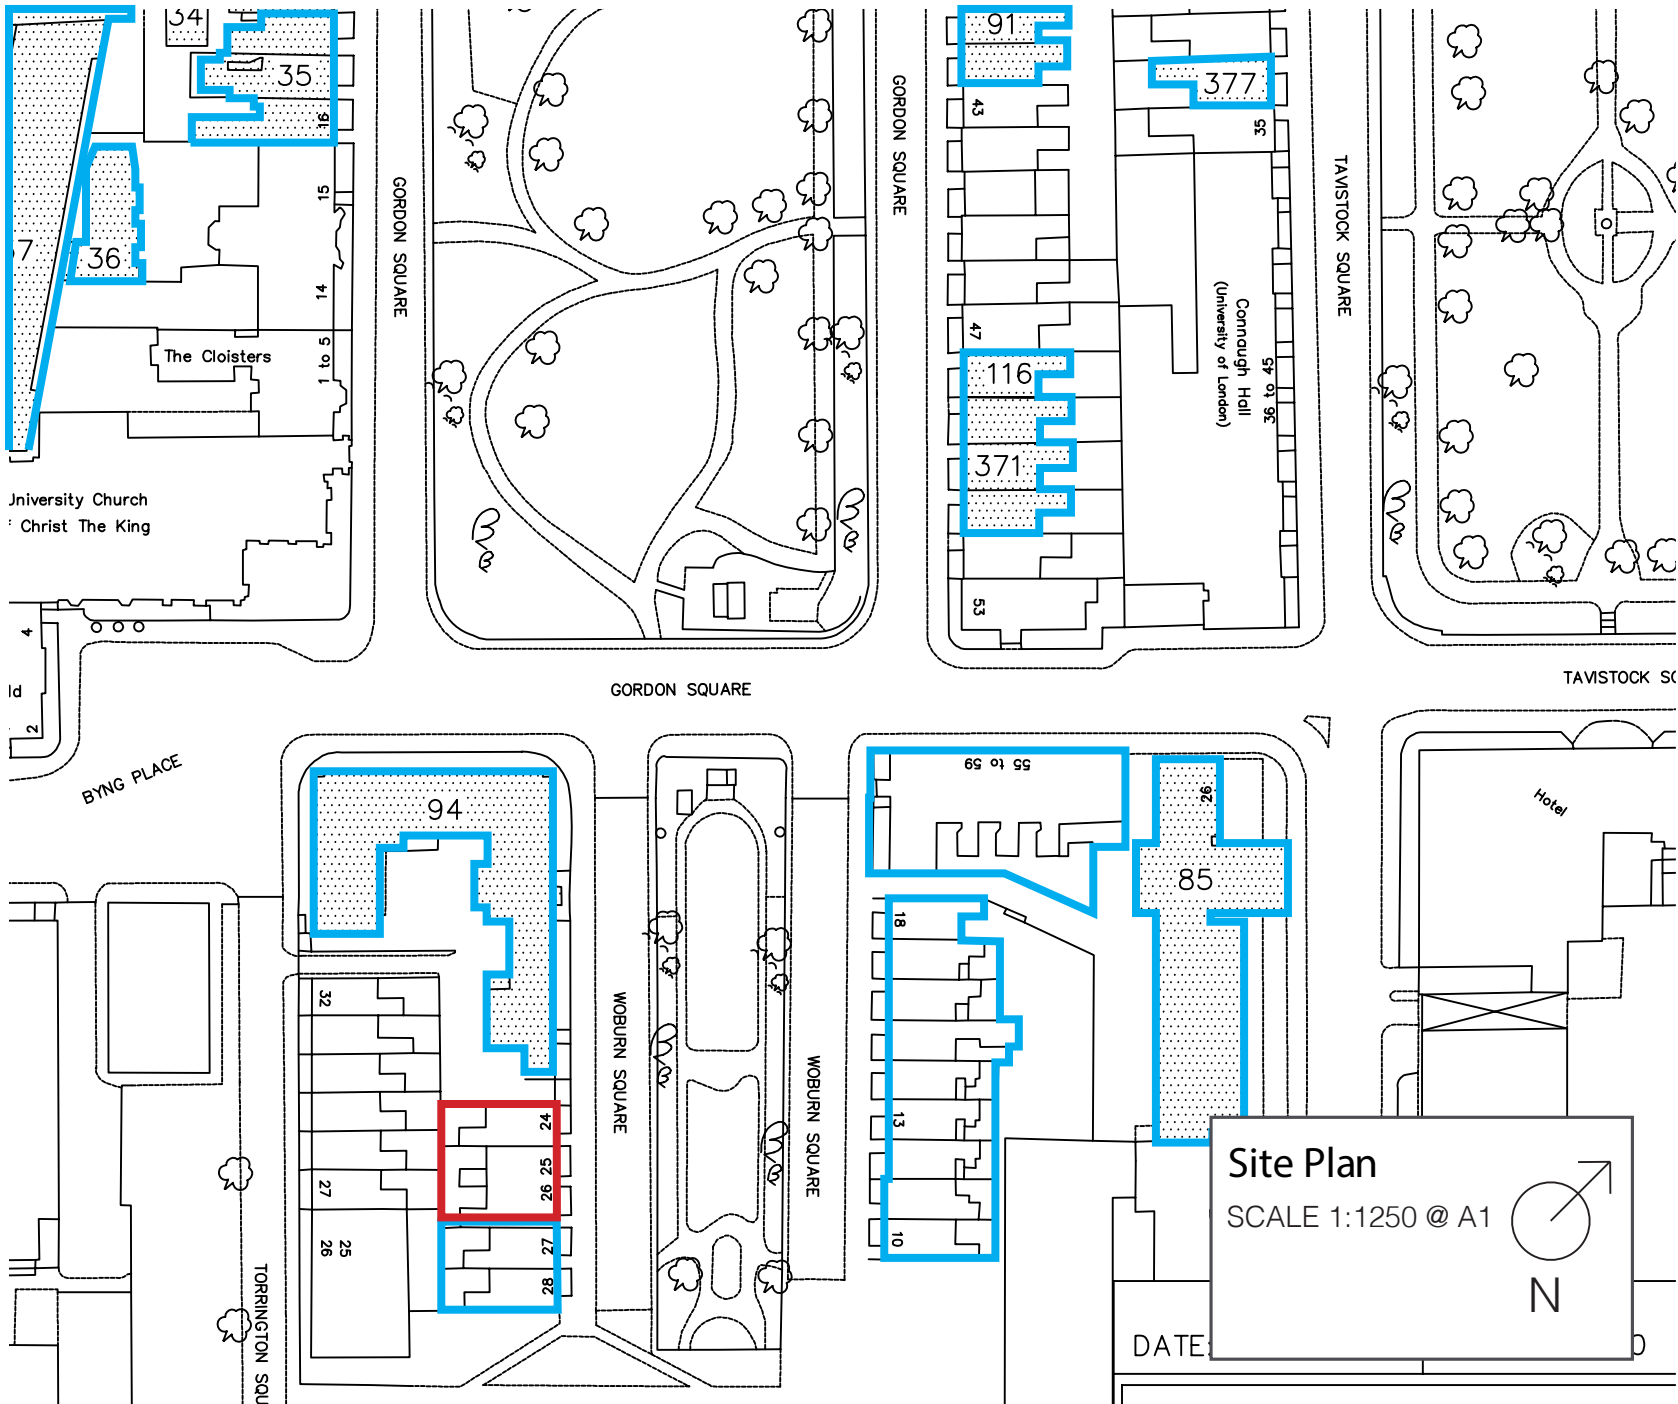 34
35
16
91
43
377
35
GORDON SQUARE
GORDON SQUARE
TAVISTOCK SQUARE
15
36
14
47
Connaugh Hall
(University of London)
36 to 45
The Cloisters
1 to 5
116
371
University Church
Christ The King
53
4
ld
2
GORDON SQUARE
TAVISTOCK SQ
BYNG PLACE
94
55 to 59
26
85
Hotel
18
32
WOBURN SQUARE
WOBURN SQUARE
24
25
26
13
27
27
28
10
25
26
TORRINGTON SQU
Site Plan
SCALE 1:1250 @ A1
N
DATE: